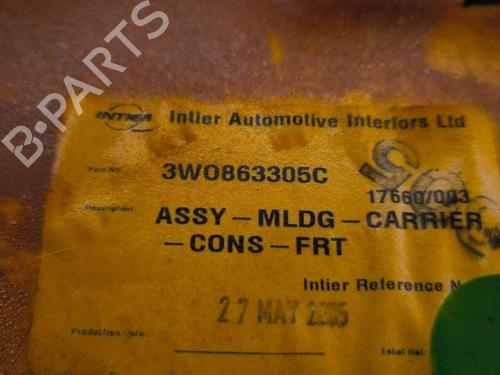 B-PARTS
INTIER Intier Automotive Interiors Ltd
Part No. 3W0863305C
17660/003
Description ASSY-MLDG-CARRIER
-CONS-FRT
Intier Reference
27 MAY 2005
Production Date:
Label Ref: